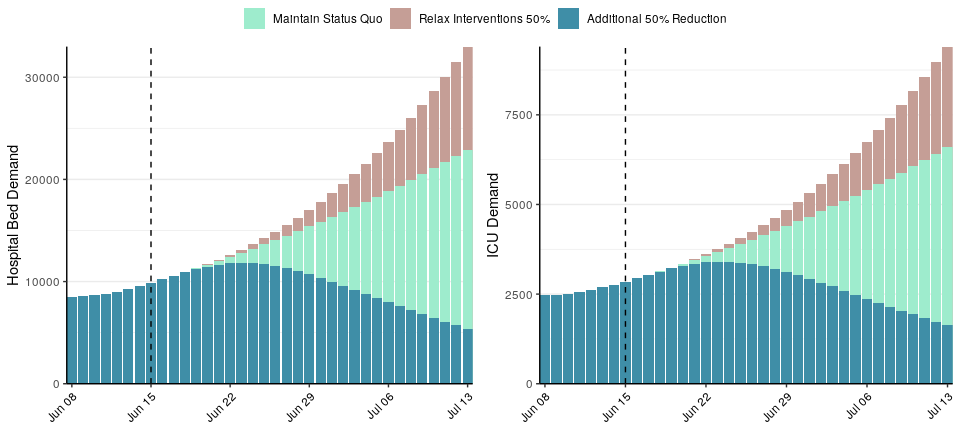 Maintain Status Quo Relax Interventions 50% Additional 50% Reduction
Hospital Bed Demand
30000
20000
10000
0
Jun 08 Jun 15 Jun 22 Jun 29 Jul 06 Jul 13
ICU Demand
7500
5000
2500
0
Jun 08 Jun 15 Jun 22 Jun 29 Jul 06 Jul 13